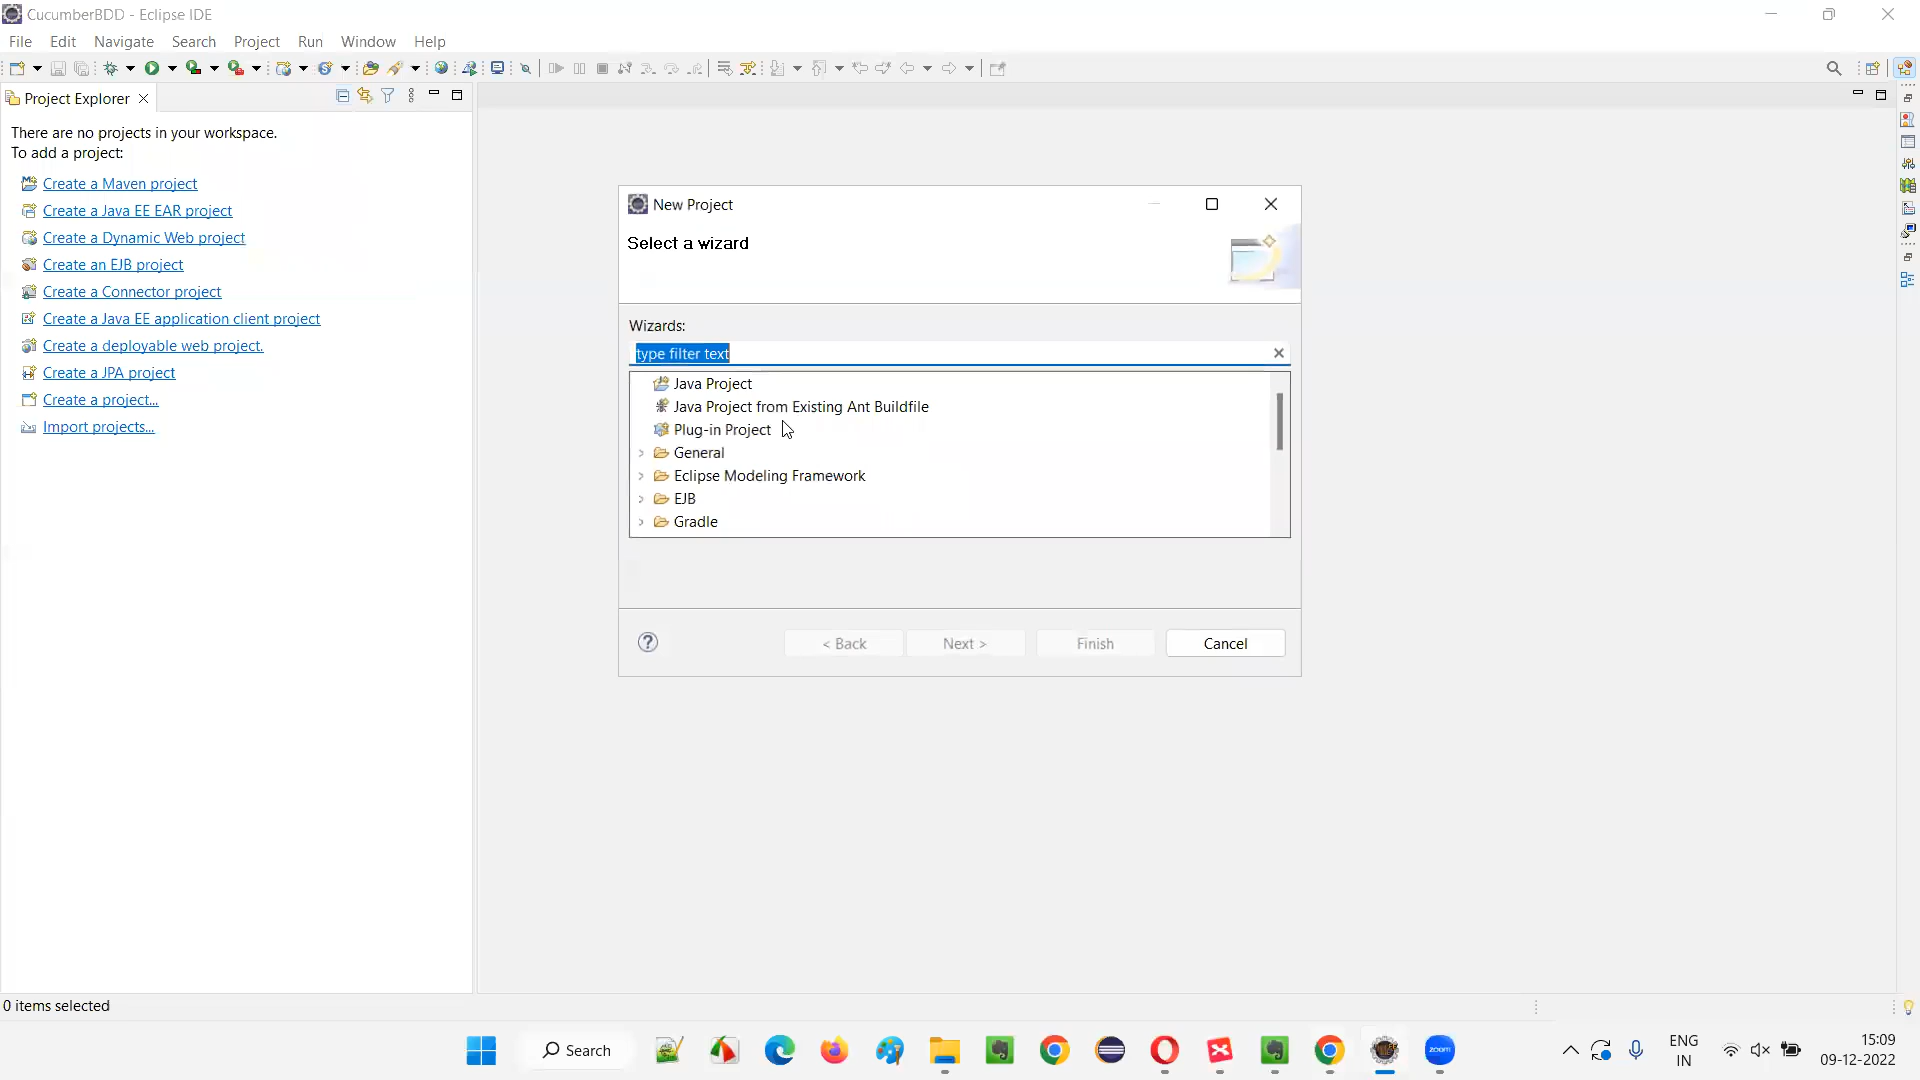 CucumberBDD - Eclipse IDE
File Edit Navigate Search Project Run Window Help
Project Explorer
There are no projects in your workspace.
To add a project:
Create a Maven project
Create a Java EE EAR project
Create a Dynamic Web project
Create an EJB project
Create a Connector project
Create a Java EE application client project
Create a deployable web project.
Create a JPA project
Create a project...
Import projects...
New Project
Select a wizard
Wizards:
type filter text
Java Project
Java Project from Existing Ant Buildfile
Plug-in Project
General
Eclipse Modeling Framework
EJB
Gradle
< Back Next > Finish Cancel
0 items selected
Search
zoom
ENG
IN
15:09
09-12-2022